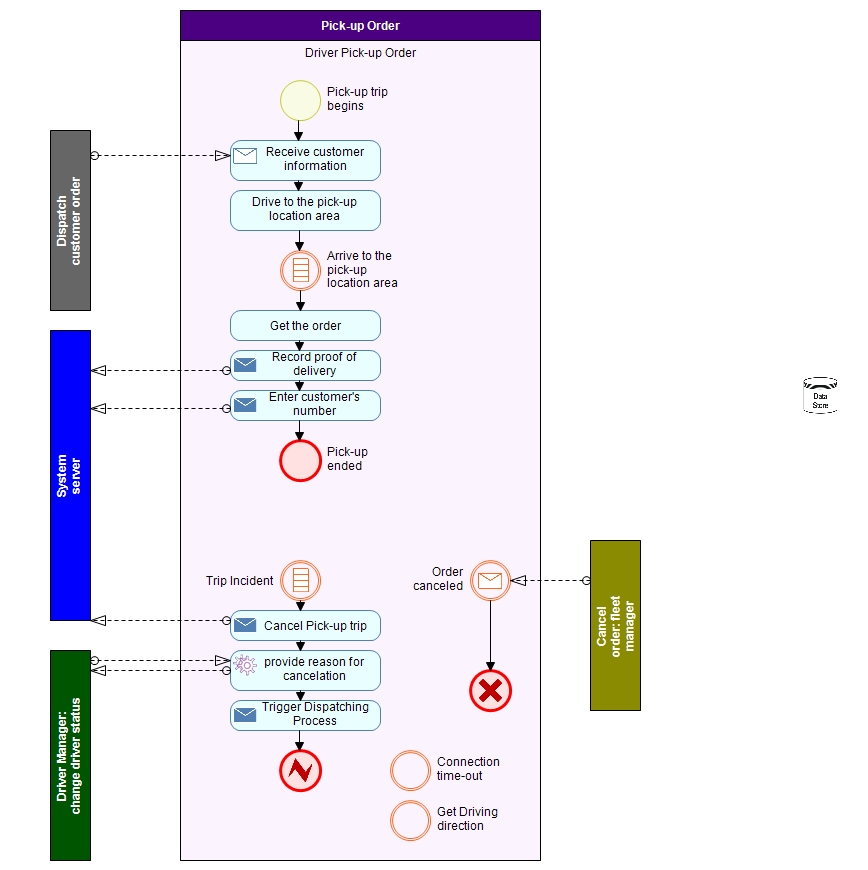 Pick-up Order
Driver Pick-up Order
Pick-up trip
begins
Receive customer
information
Dispatch
customer order
Drive to the pick-up
location area
Arrive to the
pick-up
location area
Get the order
Record proof of
delivery
Enter customer's
number
Data
Store
Pick-up
ended
System
server
Trip Incident
Order
canceled
Cancel
order: fleet
manager
Cancel Pick-up trip
provide reason for
cancelation
Trigger Dispatching
Process
Driver Manager:
change driver status
Connection
time-out
Get Driving
direction